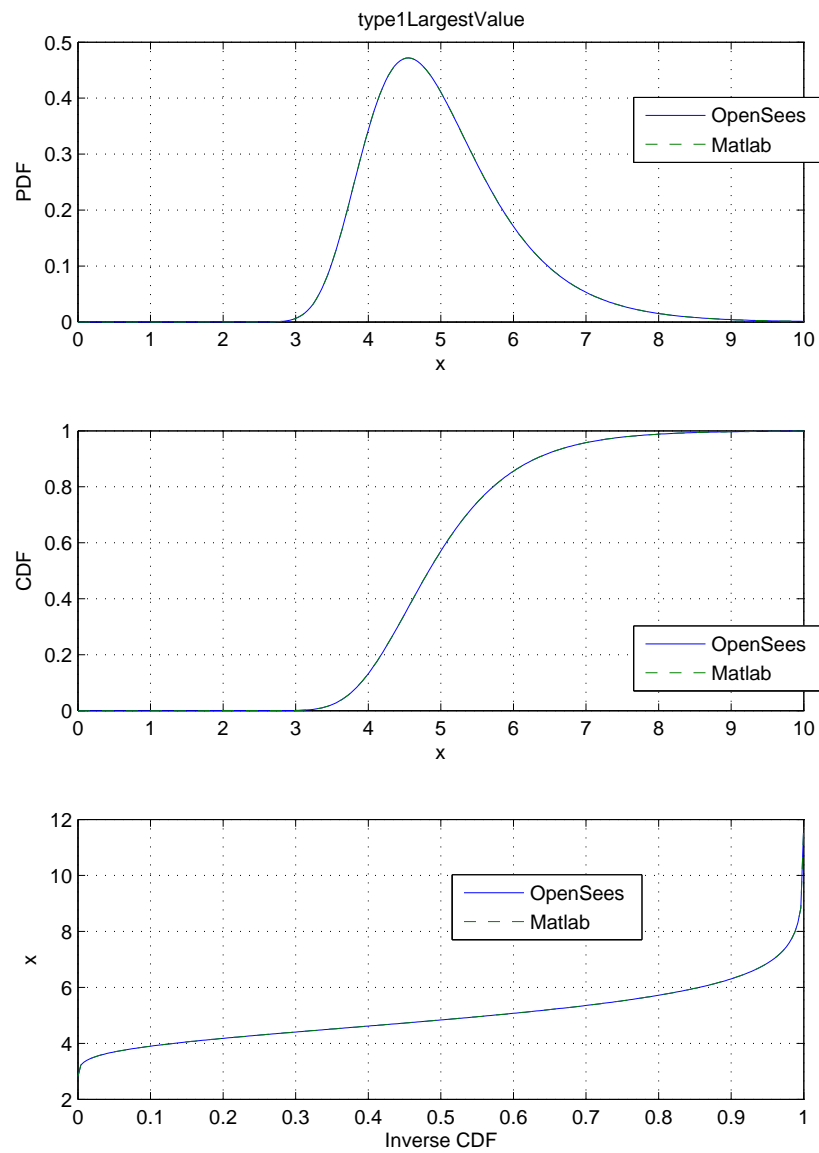 type1LargestValue
0.5
0.4
0.3
0.2
0.1
0
PDF
OpenSees
Matlab
0 1 2 3 4 5 6 7 8 9 10
x
1
0.8
0.6
0.4
0.2
0
CDF
OpenSees
Matlab
0 1 2 3 4 5 6 7 8 9 10
x
12
10
8
6
4
2
x
OpenSees
Matlab
0 0.1 0.2 0.3 0.4 0.5 0.6 0.7 0.8 0.9 1
Inverse CDF